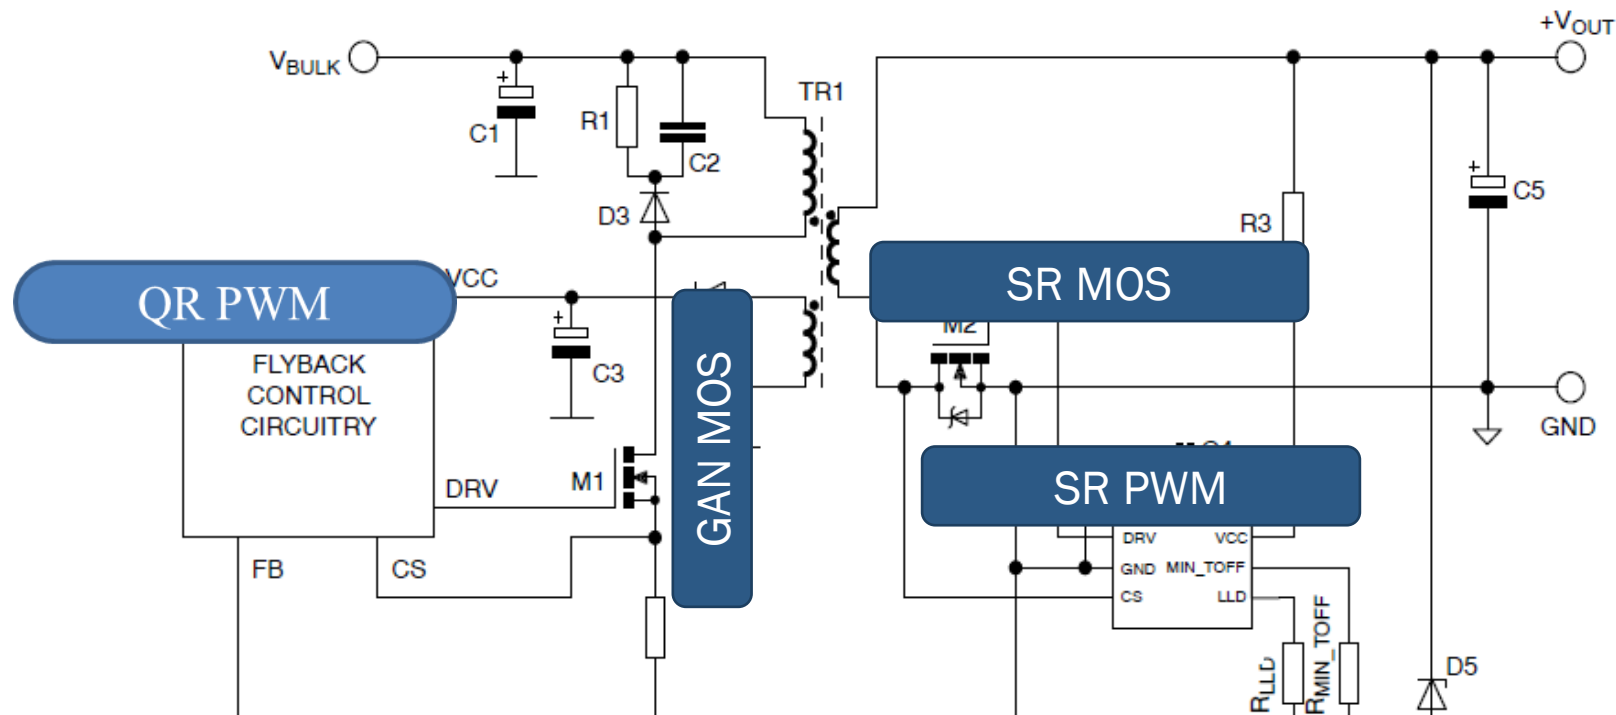 +VOUT
VBULK
+
C1
R1
C2
TR1
D3
+
C5
R3
QR PWM
VCC
SR MOS
+
C3
M2
FLYBACK
CONTROL
CIRCUITRY
GAN MOS
GND
M1
DRV
SR PWM
FB
CS
DRV
VCC
GND
MIN_TOFF
CS
LLD
RLLD
RMIN_TOFF
D5